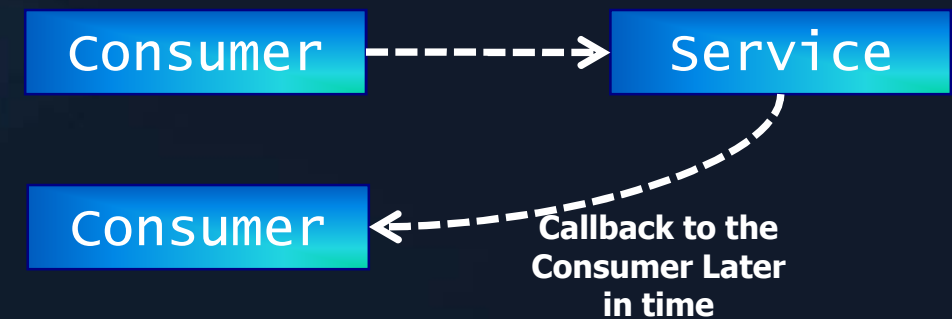 Consumer
Service
Consumer
Callback to the
Consumer Later
in time